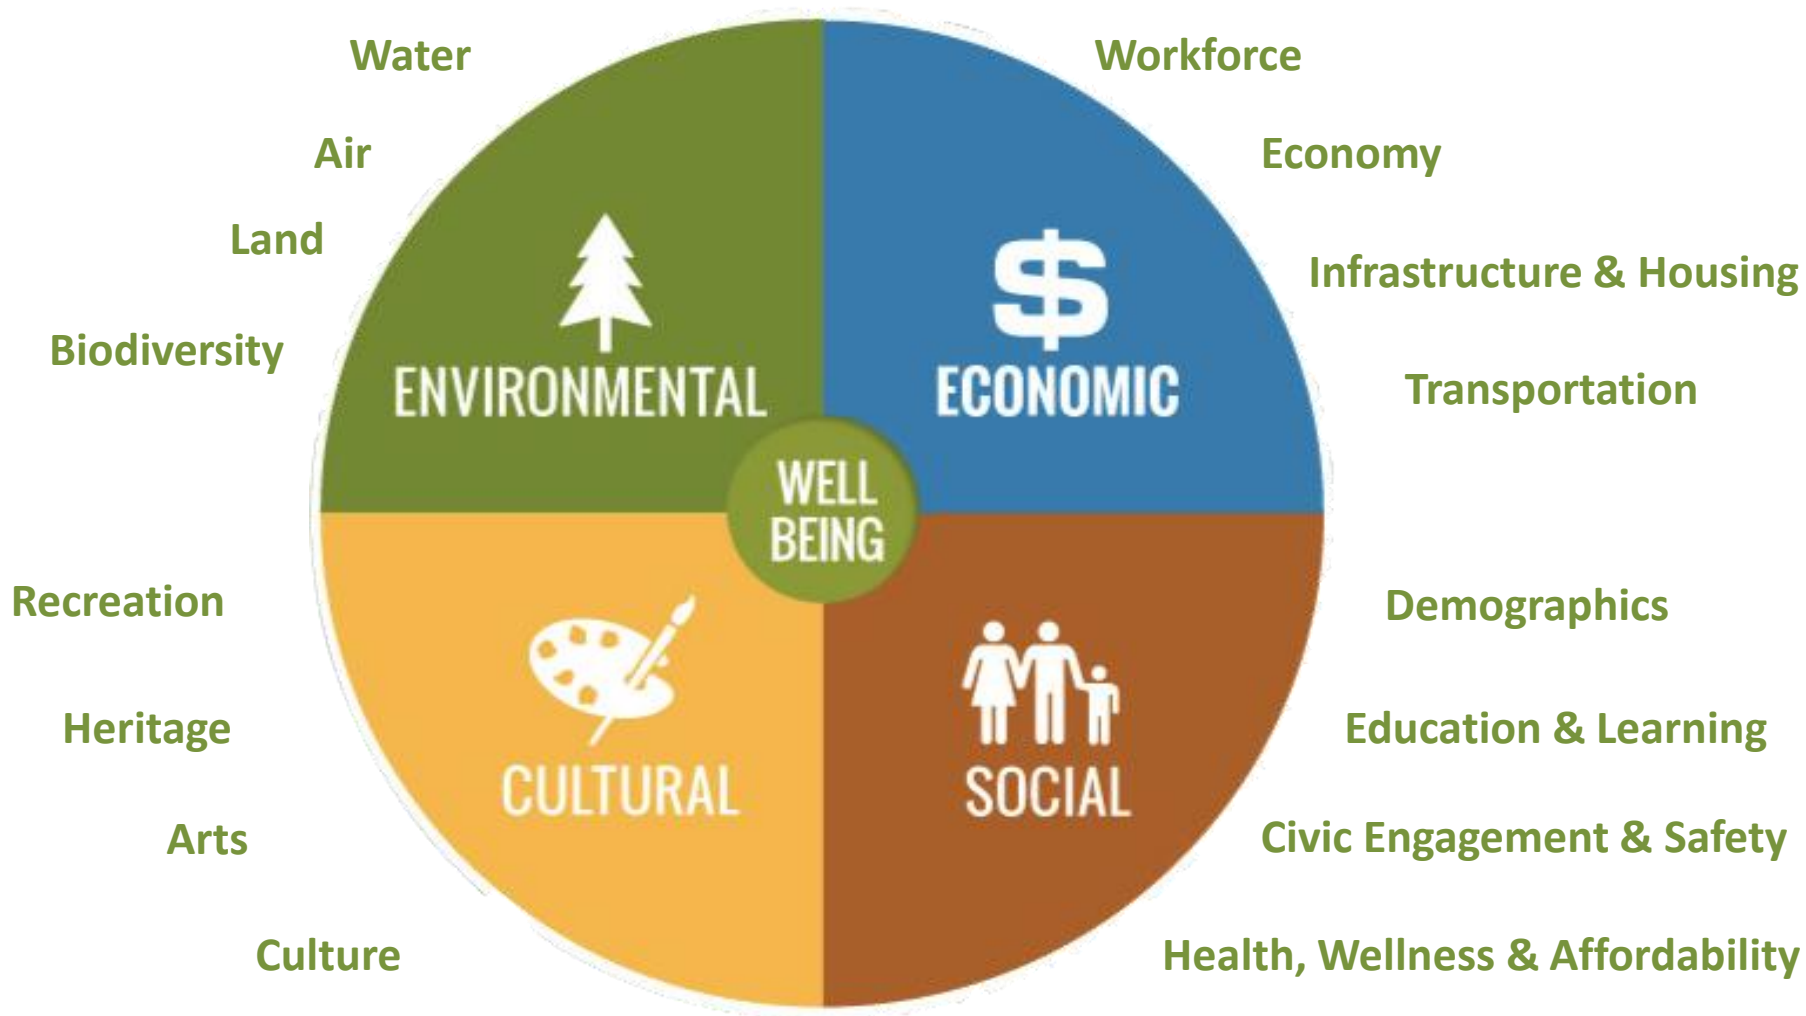 Water
Workforce
Air
Economy
Land
Infrastructure & Housing
Biodiversity
Transportation
ENVIRONMENTAL
ECONOMIC
WELL
BEING
Recreation
Demographics
Heritage
Education & Learning
CULTURAL
SOCIAL
Arts
Civic Engagement & Safety
Culture
Health, Wellness & Affordability